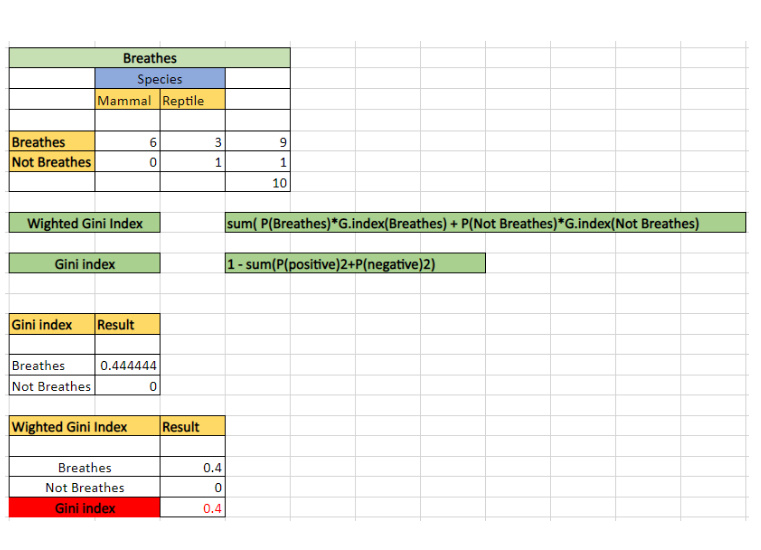 Breathes
Species
Mammal Reptile
Breathes 6 3 9
Not Breathes 0 1 1
10
Wighted Gini Index sum( P(Breathes)*G.index(Breathes) + P(Not Breathes)*G.index(Not Breathes)
Gini index 1 - sum(P(positive)2+P(negative)2)
Gini index Result
Breathes 0.444444
Not Breathes 0
Wighted Gini Index Result
Breathes 0.4
Not Breathes 0
Gini index 0.4